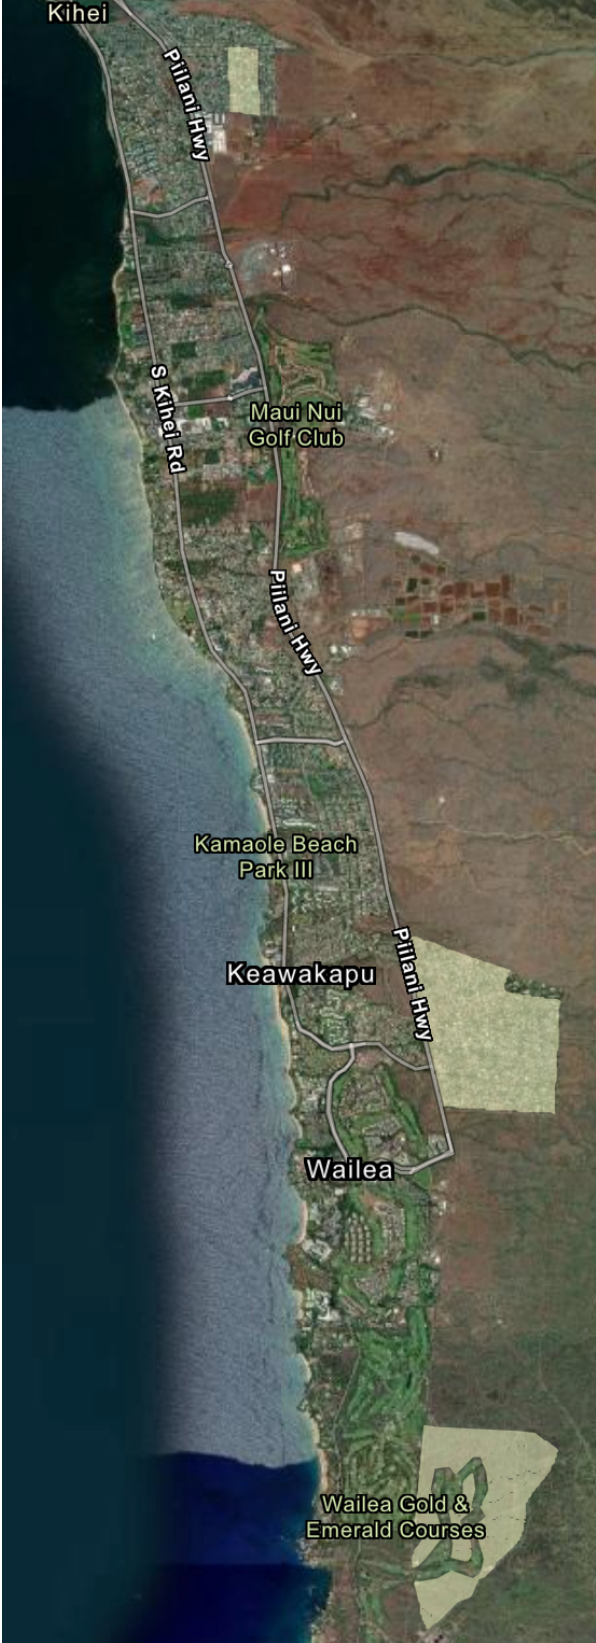 Kihei
Piilani Hwy
S Kihei Rd
Maui Nui
Golf Club
Piilani Hwy
Kamaole Beach
Park III
Piilani Hwy
Keawakapu
Wailea
Wailea Gold &
Emerald Courses